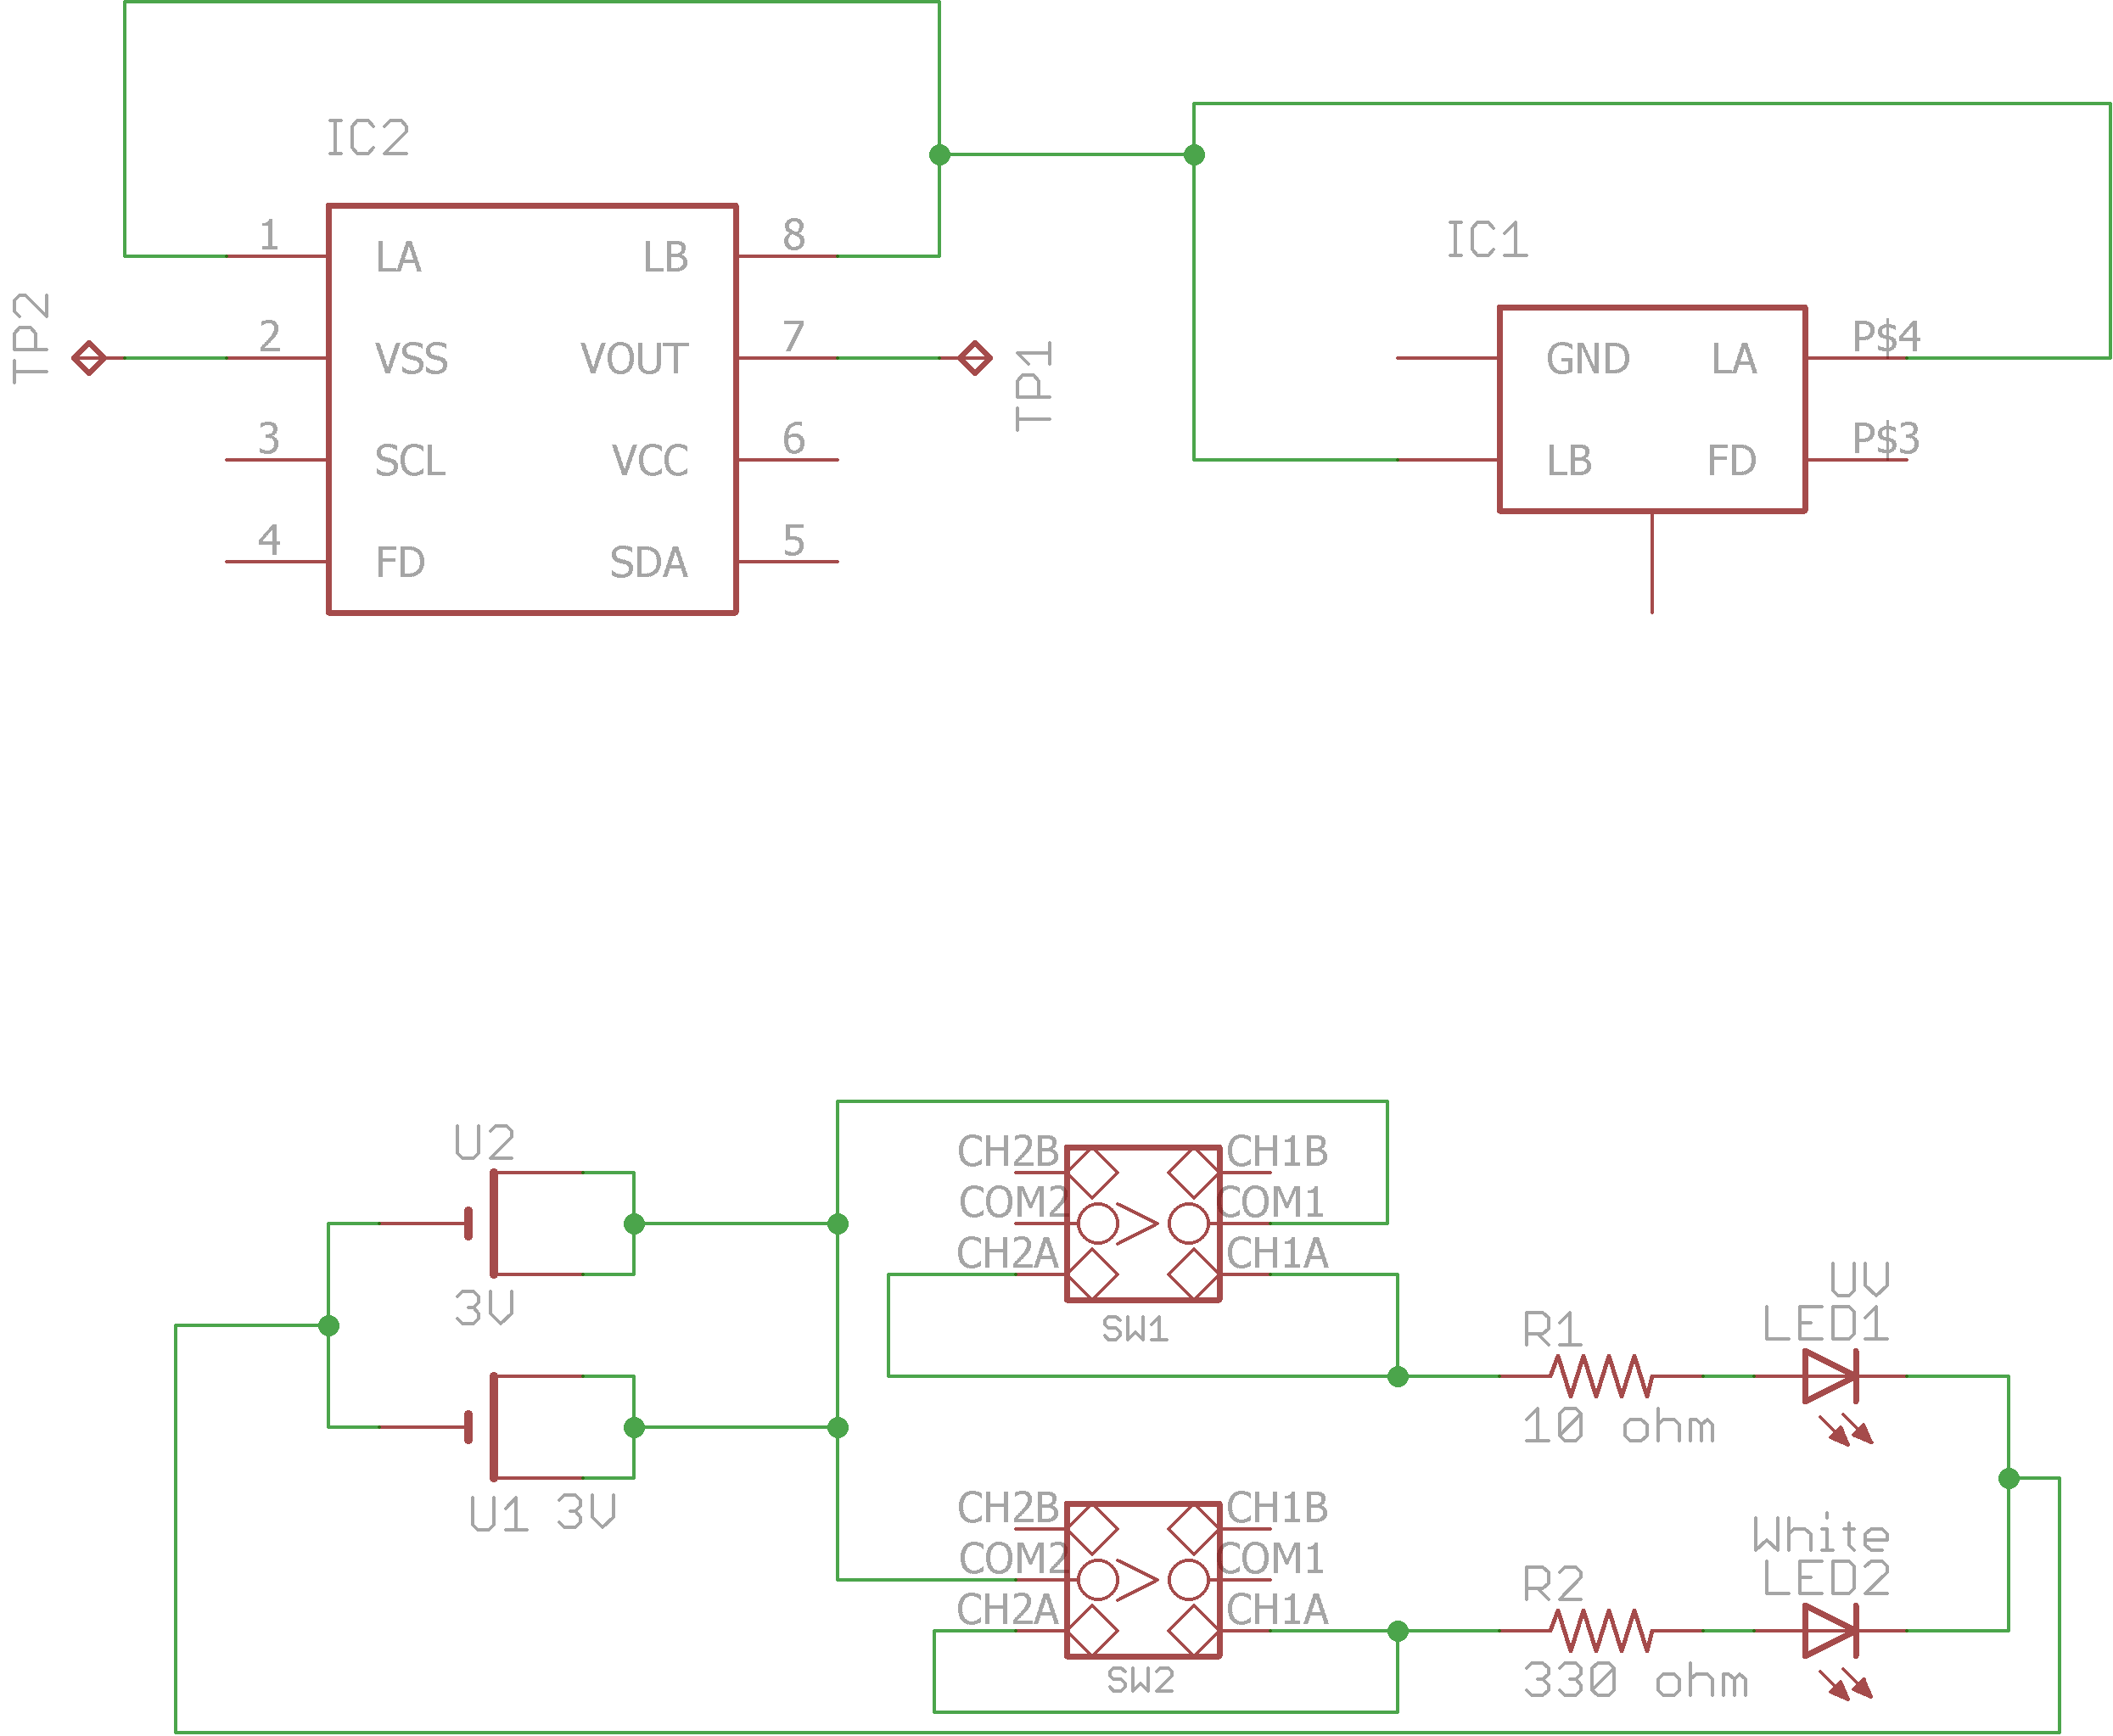 IC2
1 LA LB 8
TP2
2 VSS VOUT 7
TP1
3 SCL VCC 6
4 FD SDA 5
IC1
GND LA P$4
LB FD P$3
U2
3V
U1 3V
CH2B CH1B
COM2 COM1
CH2A CH1A
SW1
R1
10 ohm
UV
LED1
CH2B CH1B
COM2 COM1
CH2A CH1A
SW2
R2
330 ohm
White
LED2